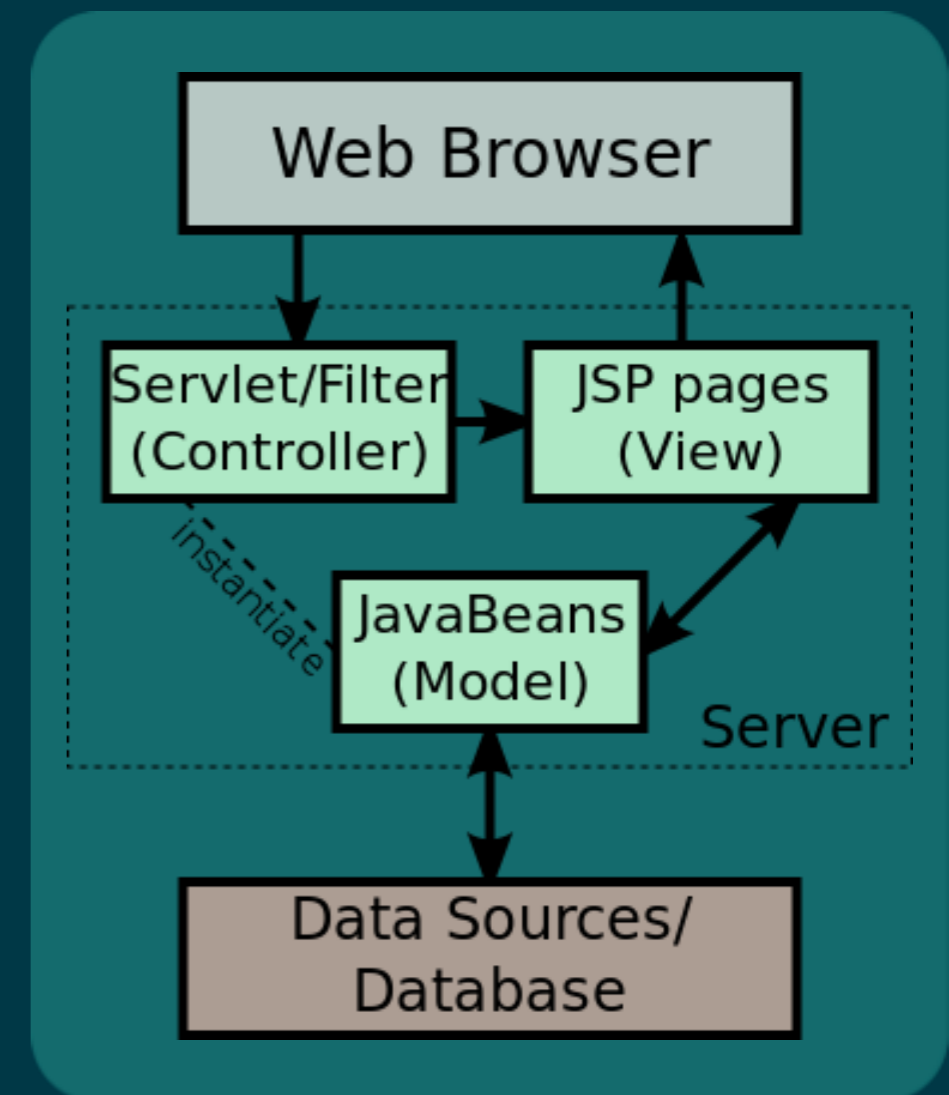 Web Browser
Servlet/Filter
(Controller)
JSP pages
(View)
instantiate
JavaBeans
(Model)
Server
Data Sources/
Database